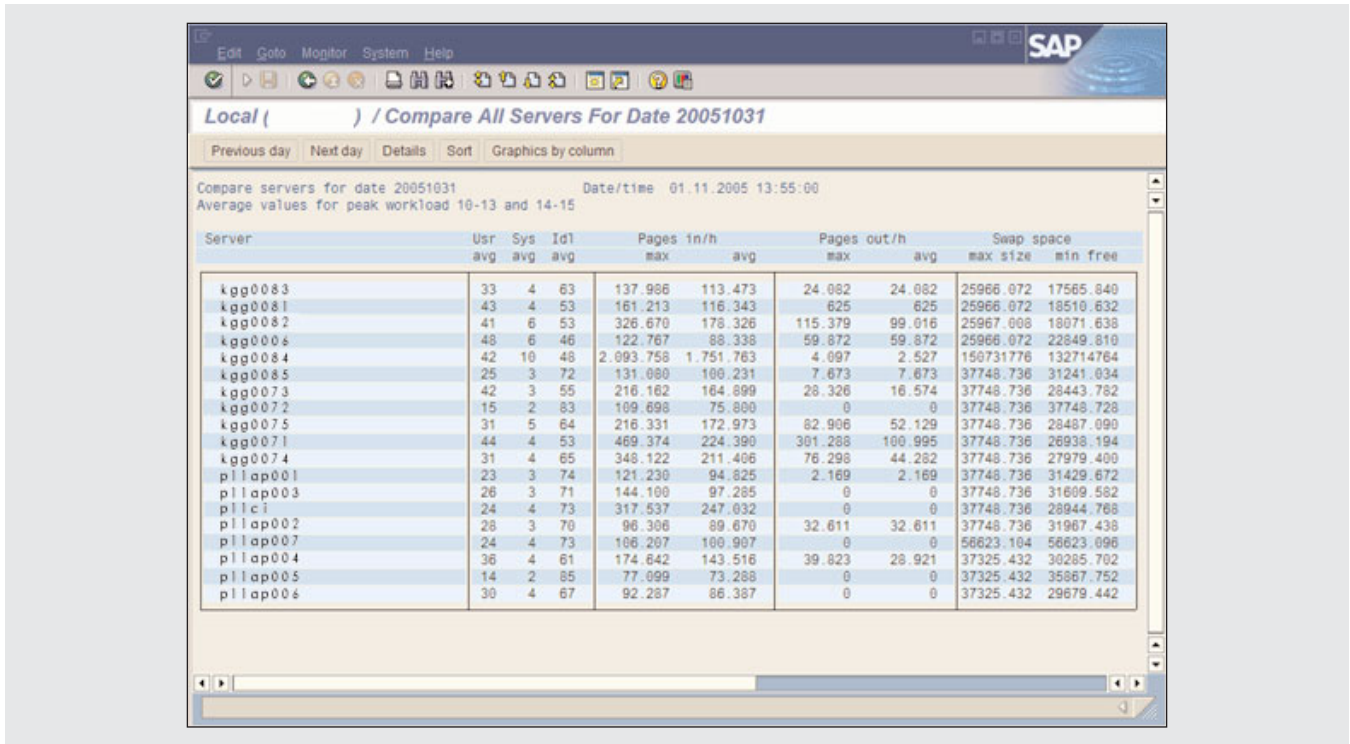 Edit Goto Monitor System Help
SAP
Local ( ) / Compare All Servers For Date 20051031
Previous day Next day Details Sort Graphics by column
Compare servers for date 20051031 Date/time 01.11.2005 13:55:00
Average values for peak workload 10-13 and 14-15
Server Usr Sys Idl Pages in/h Pages out/h Swap space
avg avg avg max avg max avg max size min free
kgg0083 33 4 63 137.986 113.473 24.082 24.082 25966.072 17565.840
kgg0081 43 4 53 161.213 116.343 625 625 25966.072 18510.632
kgg0082 41 6 53 326.670 178.326 115.379 99.016 25967.008 18071.638
kgg0006 48 6 46 122.767 88.338 59.872 59.872 25966.072 22849.810
kgg0084 42 10 48 2.093.758 1.751.763 4.097 2.527 150731776 132714764
kgg0085 25 3 72 131.080 100.231 7.673 7.673 37748.736 31241.034
kgg0073 42 3 55 216.162 164.899 28.326 16.574 37748.736 28443.782
kgg0072 15 2 83 109.698 75.800 0 0 37748.736 37748.728
kgg0075 31 5 64 216.331 172.973 82.906 52.129 37748.736 28487.090
kgg0071 44 4 53 469.374 224.390 301.288 100.995 37748.736 26938.194
kgg0074 31 4 65 348.122 211.406 76.298 44.282 37748.736 27979.400
pllap001 23 3 74 121.230 94.825 2.169 2.169 37748.736 31429.672
pllap003 26 3 71 144.100 97.285 0 0 37748.736 31609.582
pllci 24 4 73 317.537 247.032 0 0 37748.736 28944.768
pllap002 28 3 70 96.306 89.670 32.611 32.611 37748.736 31967.438
pllap007 24 4 73 106.207 100.907 0 0 56623.104 56623.096
pllap004 36 4 61 174.642 143.516 39.823 28.921 37325.432 30285.702
pllap005 14 2 85 77.099 73.288 0 0 37325.432 35867.752
pllap006 30 4 67 92.287 86.387 0 0 37325.432 29679.442